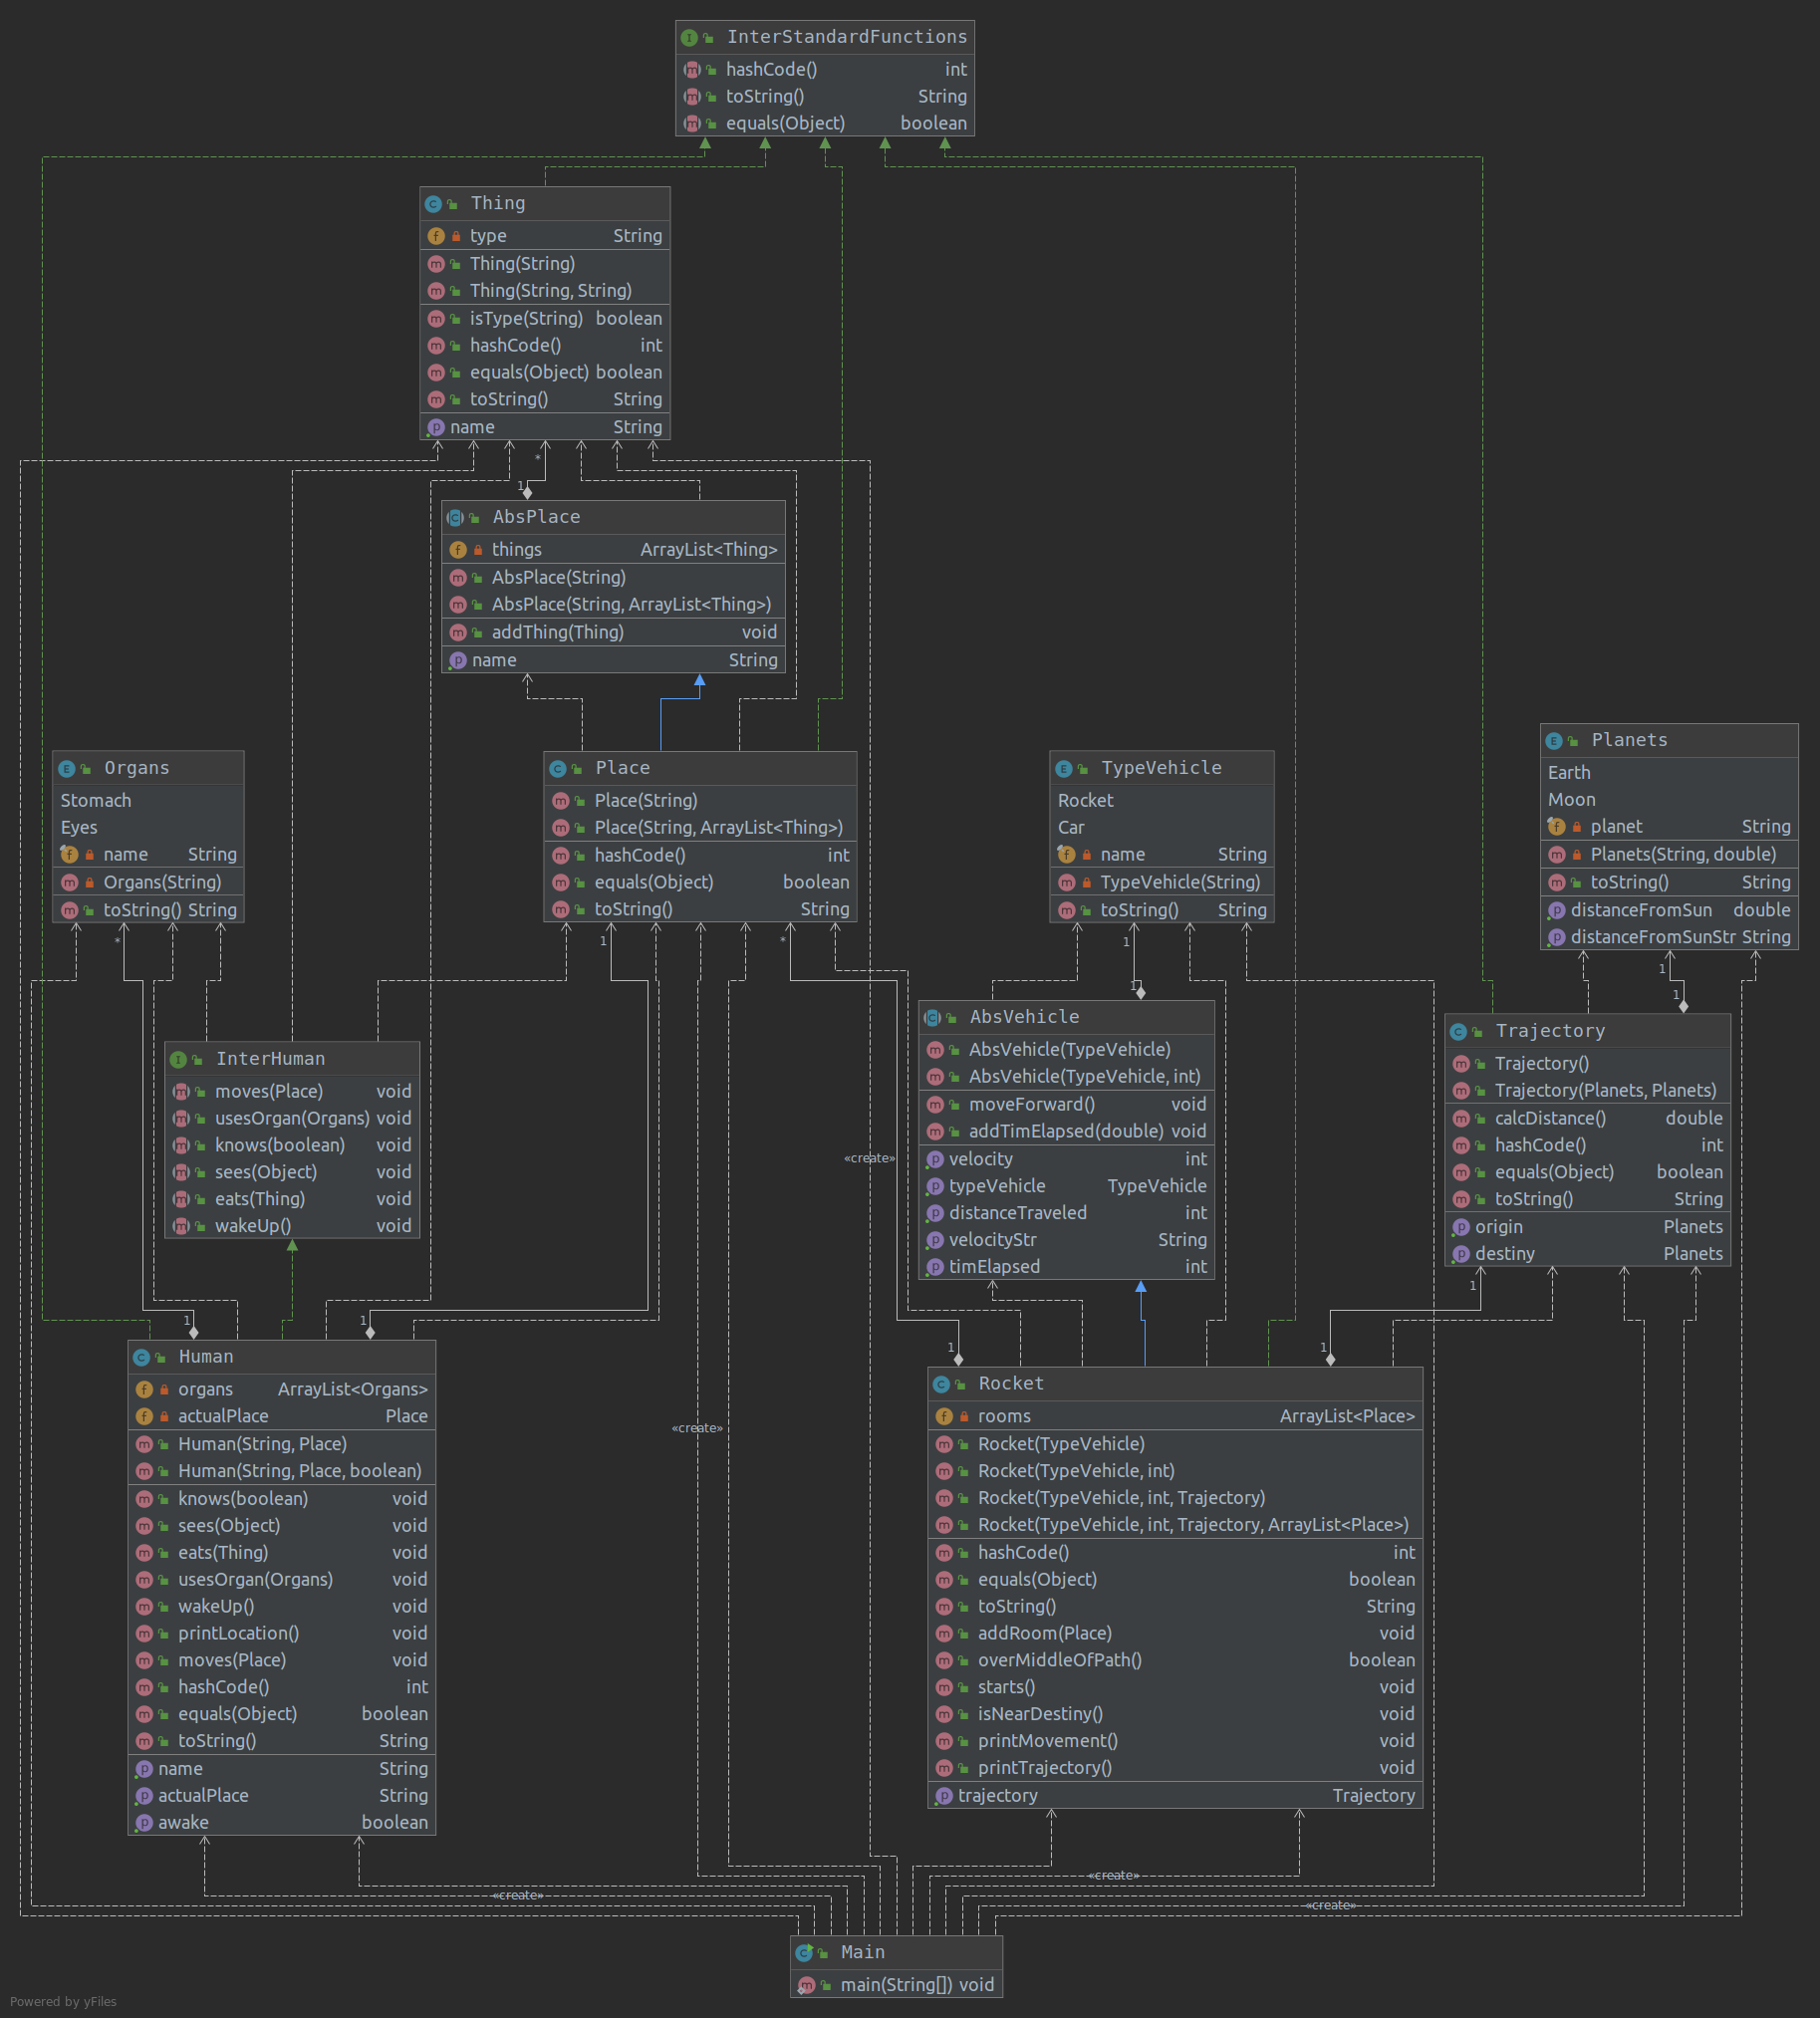 InterStandardFunctions
hashCode() int
toString() String
equals(Object) boolean
Thing
type String
Thing(String)
Thing(String, String)
isType(String) boolean
hashCode() int
equals(Object) boolean
toString() String
name String
*
1
AbsPlace
things ArrayList<Thing>
AbsPlace(String)
AbsPlace(String, ArrayList<Thing>)
addThing(Thing) void
name String
Organs
Stomach
Eyes
name String
Organs(String)
toString() String
Place
Place(String)
Place(String, ArrayList<Thing>)
hashCode() int
equals(Object) boolean
toString() String
TypeVehicle
Rocket
Car
name String
TypeVehicle(String)
toString() String
Planets
Earth
Moon
planet String
Planets(String, double)
toString() String
distanceFromSun double
distanceFromSunStr String
*
1
*
1
1
1
1
InterHuman
moves(Place) void
usesOrgan(Organs) void
knows(boolean) void
sees(Object) void
eats(Thing) void
wakeUp() void
AbsVehicle
AbsVehicle(TypeVehicle)
AbsVehicle(TypeVehicle, int)
moveForward() void
addTimElapsed(double) void
velocity int
typeVehicle TypeVehicle
distanceTraveled int
velocityStr String
timElapsed int
Trajectory
Trajectory()
Trajectory(Planets, Planets)
calcDistance() double
hashCode() int
equals(Object) boolean
toString() String
origin Planets
destiny Planets
«create»
1
1
1
1
1
Human
organs ArrayList<Organs>
actualPlace Place
Human(String, Place)
Human(String, Place, boolean)
knows(boolean) void
sees(Object) void
eats(Thing) void
usesOrgan(Organs) void
wakeUp() void
printLocation() void
moves(Place) void
hashCode() int
equals(Object) boolean
toString() String
name String
actualPlace String
awake boolean
«create»
Rocket
rooms ArrayList<Place>
Rocket(TypeVehicle)
Rocket(TypeVehicle, int)
Rocket(TypeVehicle, int, Trajectory)
Rocket(TypeVehicle, int, Trajectory, ArrayList<Place>)
hashCode() int
equals(Object) boolean
toString() String
addRoom(Place) void
overMiddleOfPath() boolean
starts() void
isNearDestiny() void
printMovement() void
printTrajectory() void
trajectory Trajectory
«create»
«create»
«create»
Main
main(String[]) void
Powered by yFiles